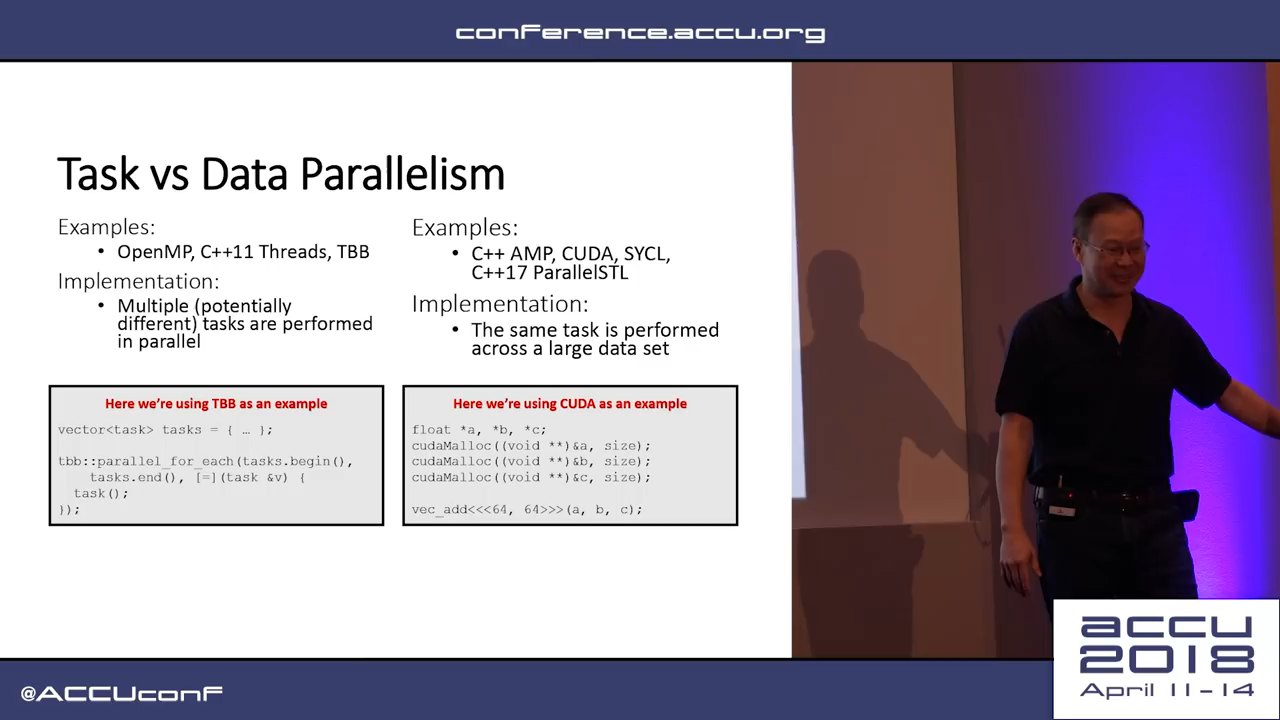 conference.accu.org
Task vs Data Parallelism
Examples:
• OpenMP, C++11 Threads, TBB
Implementation:
• Multiple (potentially
different) tasks are performed
in parallel
Here we're using TBB as an example
vector<task> tasks = { … };
tbb::parallel_for_each(tasks.begin(),
tasks.end(), [=](task &v) {
task();
});
Examples:
• C++ AMP, CUDA, SYCL,
C++17 ParallelSTL
Implementation:
• The same task is performed
across a large data set
Here we're using CUDA as an example
float *a, *b, *c;
cudaMalloc((void **)&a, size);
cudaMalloc((void **)&b, size);
cudaMalloc((void **)&c, size);
vec_add<<<64, 64>>>(a, b, c);
@ACCUconf
accu
2018
April 11-14